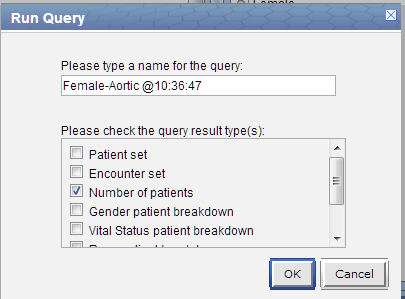 Female
Run Query
Please type a name for the query:
Female-Aortic @10:36:47
Please check the query result type(s):
Patient set
Encounter set
Number of patients
Gender patient breakdown
Vital Status patient breakdown
OK
Cancel